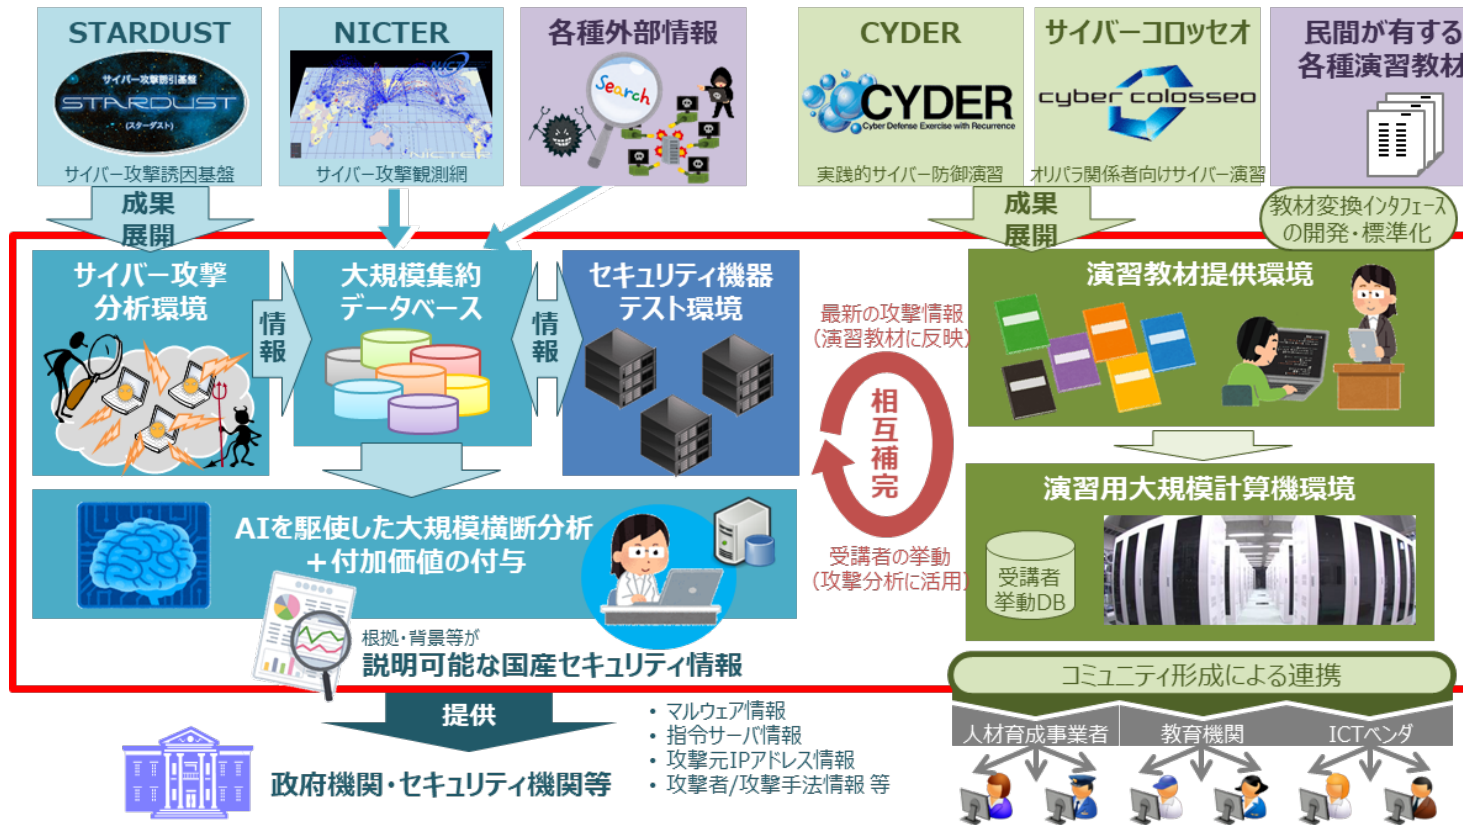 STARDUST
サイバー攻撃誘引基盤
STARDUST
(スターダスト)
サイバー攻撃誘因基盤
NICTER
NICT
NICTER
サイバー攻撃観測網
各種外部情報
Search
CYDER
CYDER
Cyber Defense Exercise with Recurrence
実践的サイバー防御演習
サイバーコロッセオ
cyber colosseo
オリパラ関係者向けサイバー演習
民間が有する
各種演習教材
成果
展開
成果
展開
教材変換インタフェース
の開発・標準化
サイバー攻撃
分析環境
情報
大規模集約
データベース
情報
セキュリティ機器
テスト環境
最新の攻撃情報
(演習教材に反映)
相互補完
受講者の挙動
(攻撃分析に活用)
演習教材提供環境
演習用大規模計算機環境
受講者
挙動DB
AIを駆使した大規模横断分析
＋付加価値の付与
根拠・背景等が
説明可能な国産セキュリティ情報
提供
政府機関・セキュリティ機関等
• マルウェア情報
• 指令サーバ情報
• 攻撃元IPアドレス情報
• 攻撃者/攻撃手法情報 等
コミュニティ形成による連携
人材育成事業者
教育機関
ICTベンダ